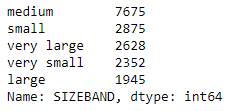 medium 7675
small 2875
very large 2628
very small 2352
large 1945
Name: SIZEBAND, dtype: int64